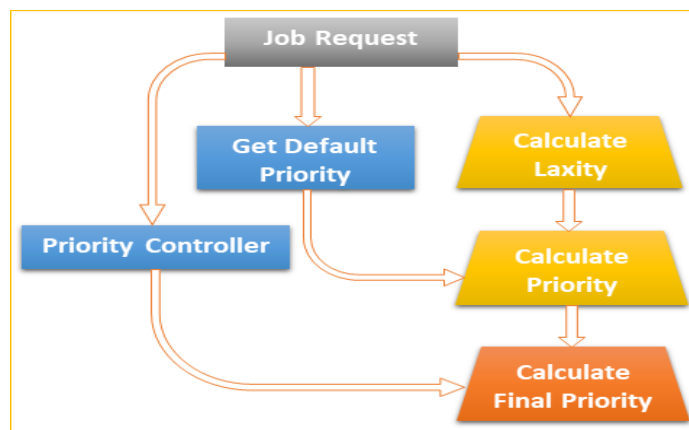 Job Request
Get Default
Priority
Calculate
Laxity
Priority Controller
Calculate
Priority
Calculate
Final Priority